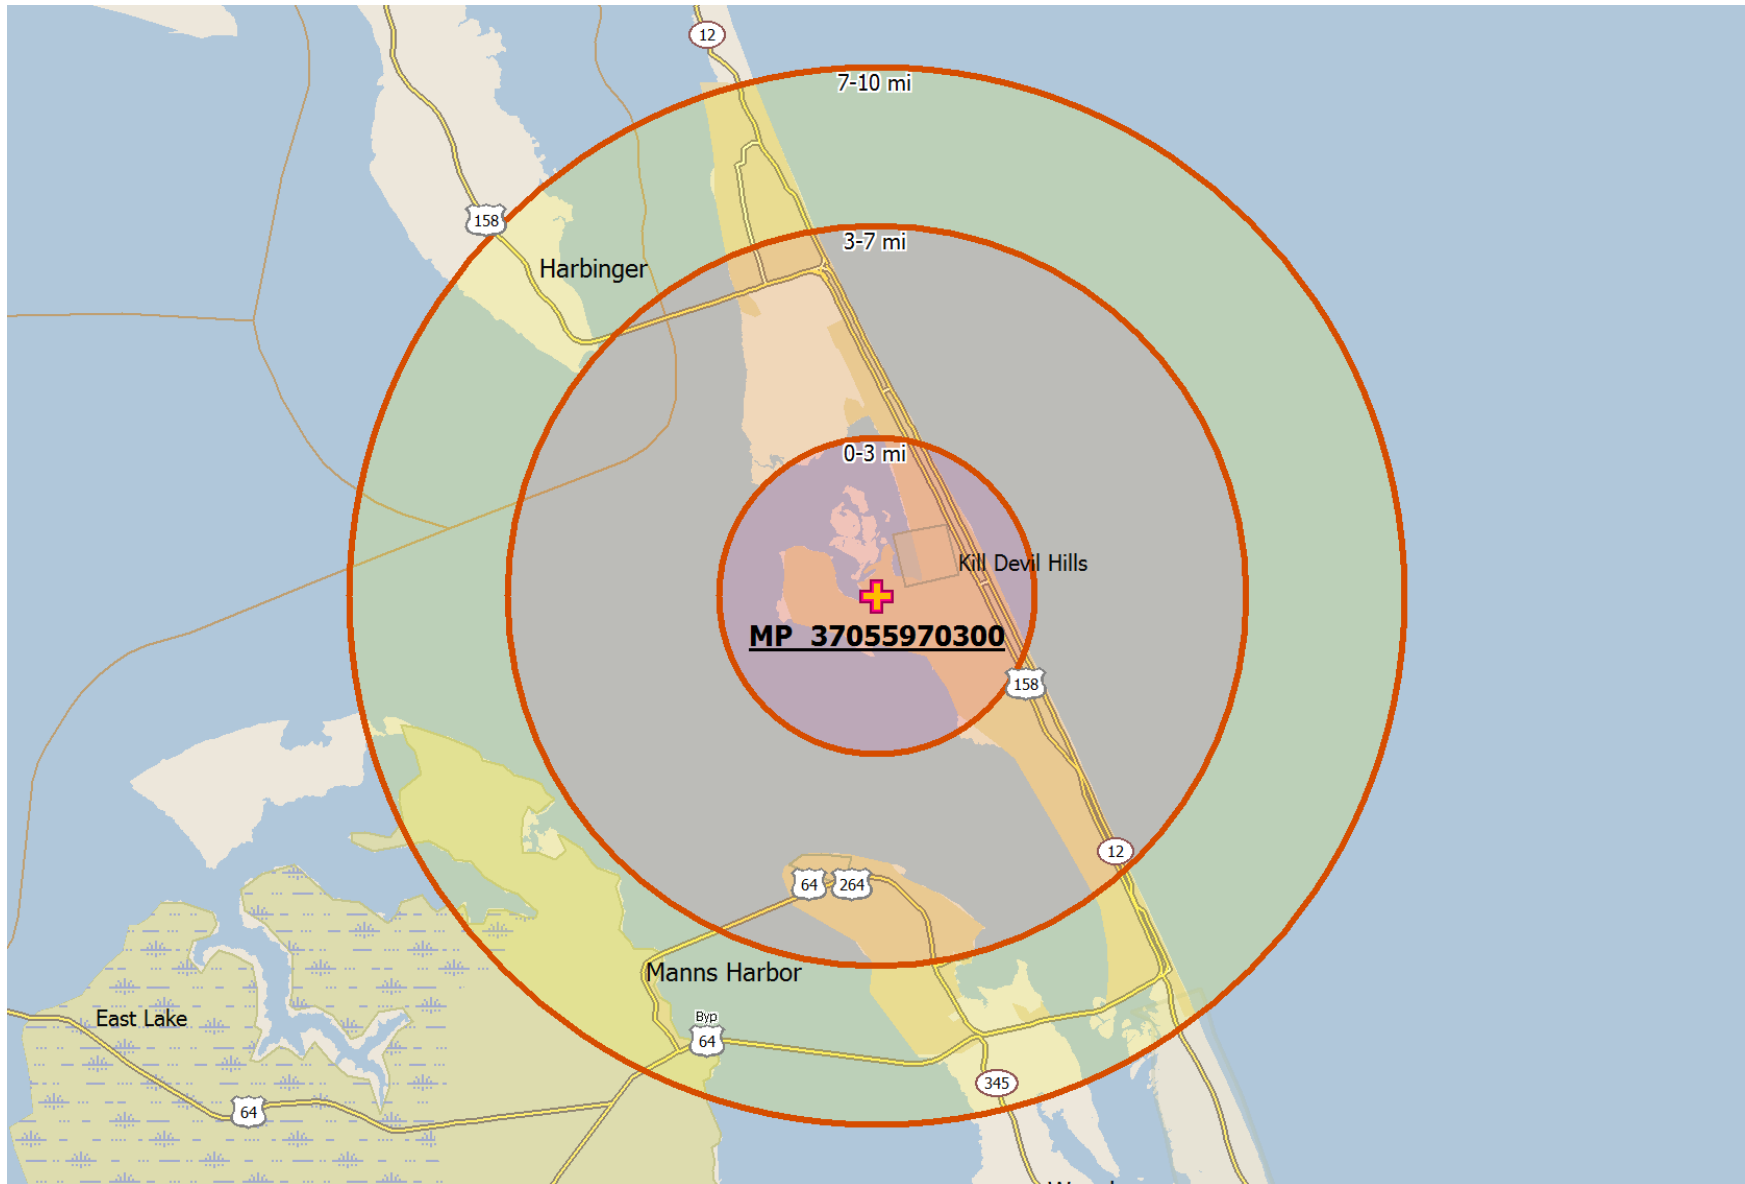 12
7-10 mi
158
3-7 mi
Harbinger
0-3 mi
Kill Devil Hills
MP 37055970300
158
12
64
264
Manns Harbor
East Lake
Byp
64
345
64